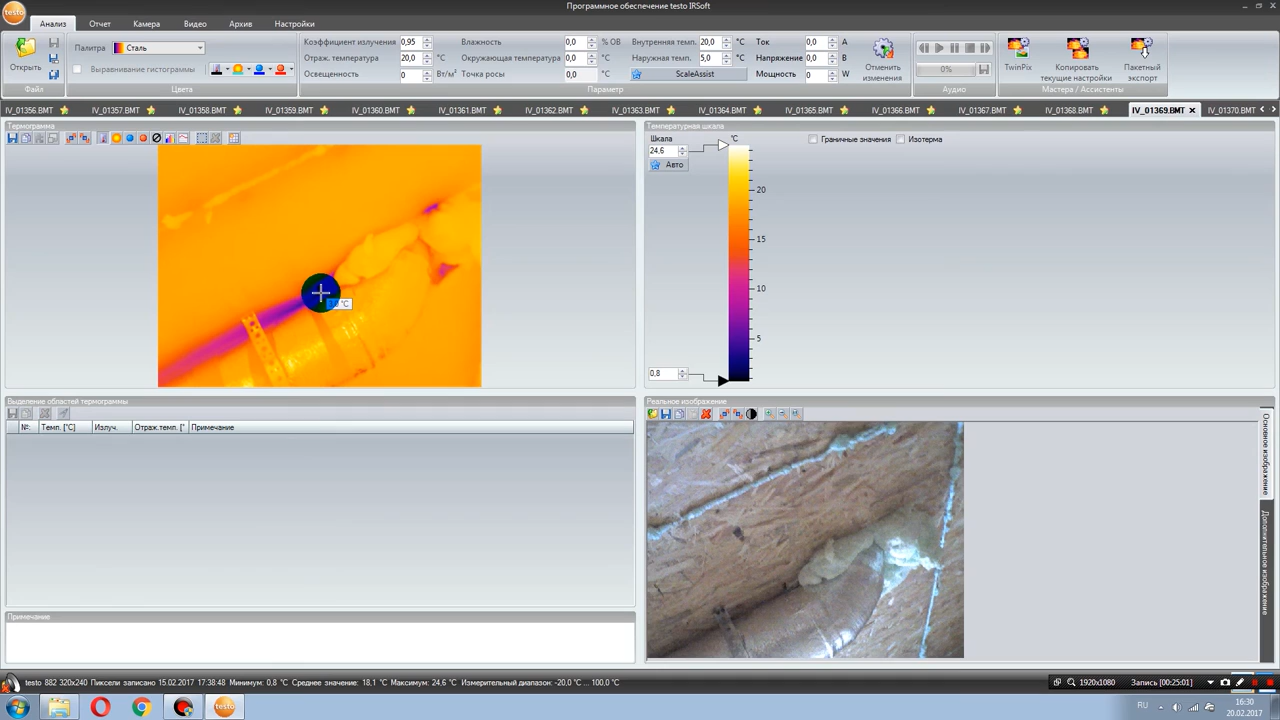 Программное обеспечение testo IRSoft
testo
Анализ Отчет Камера Видео Архив Настройки
Открыть
Файл
Палитра Сталь
Выравнивание гистограммы
Цвета
Коэффициент излучения 0,95
температура 20,0 °C
Освещенность 0 Вт/м²
Влажность 0,0 % ОВ
Окружающая температура 0,0 °C
Точка росы 0,0 °C
Внутренняя темп. 20,0 °C
Наружная темп. 5,0 °C
ScaleAssist
Ток 0,0 А
Напряжение 0,0 В
Мощность 0 W
Отменить изменения
Параметр
0%
Аудио
TwinPix
Копировать текущие настройки
Пакетный экспорт
Мастера / Ассистенты
IV_01356.BMT IV_01357.BMT IV_01358.BMT IV_01359.BMT IV_01360.BMT IV_01361.BMT IV_01362.BMT IV_01363.BMT IV_01364.BMT IV_01365.BMT IV_01366.BMT IV_01367.BMT IV_01368.BMT IV_01369.BMT IV_01370.BMT
Термограмма
°C
Температурная шкала
Шкала °C
24,6
Авто
Граничные значения Изотерма
20
15
10
5
0,8
Выделение областей термограммы
№: Темп. [°C] Излуч. Отраж.темп. [° Примечание
Примечание
Реальное изображение
Основное изображение
Дополнительное изображение
testo 882 320x240 Пиксели записано 15.02.2017 17:38:48 Минимум: 0,8 °C Среднее значение: 18,1 °C Максимум: 24,6 °C Измерительный диапазон: -20,0 °C ... 100,0 °C
1920x1080 Запись [00:25:01]
testo
RU
16:30
20.02.2017